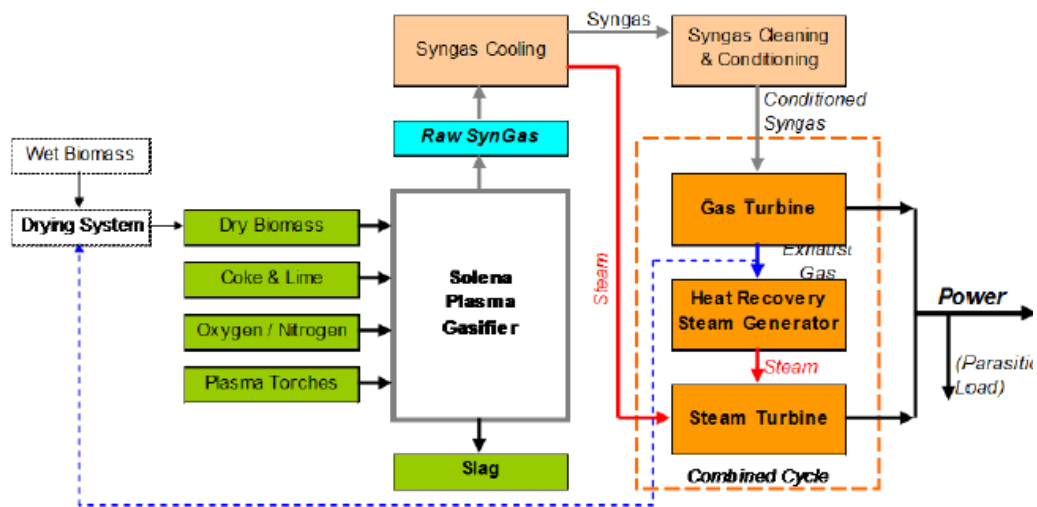 Syngas
Syngas Cooling
Syngas Cleaning
& Conditioning
Conditioned
Syngas
Raw SynGas
Wet Biomass
Drying System
Dry Biomass
Coke & Lime
Oxygen / Nitrogen
Plasma Torches
Solena
Plasma
Gasifier
Slag
Steam
Gas Turbine
Exhaust
Gas
Heat Recovery
Steam Generator
Steam
Steam Turbine
Combined Cycle
Power
(Parasitic
Load)